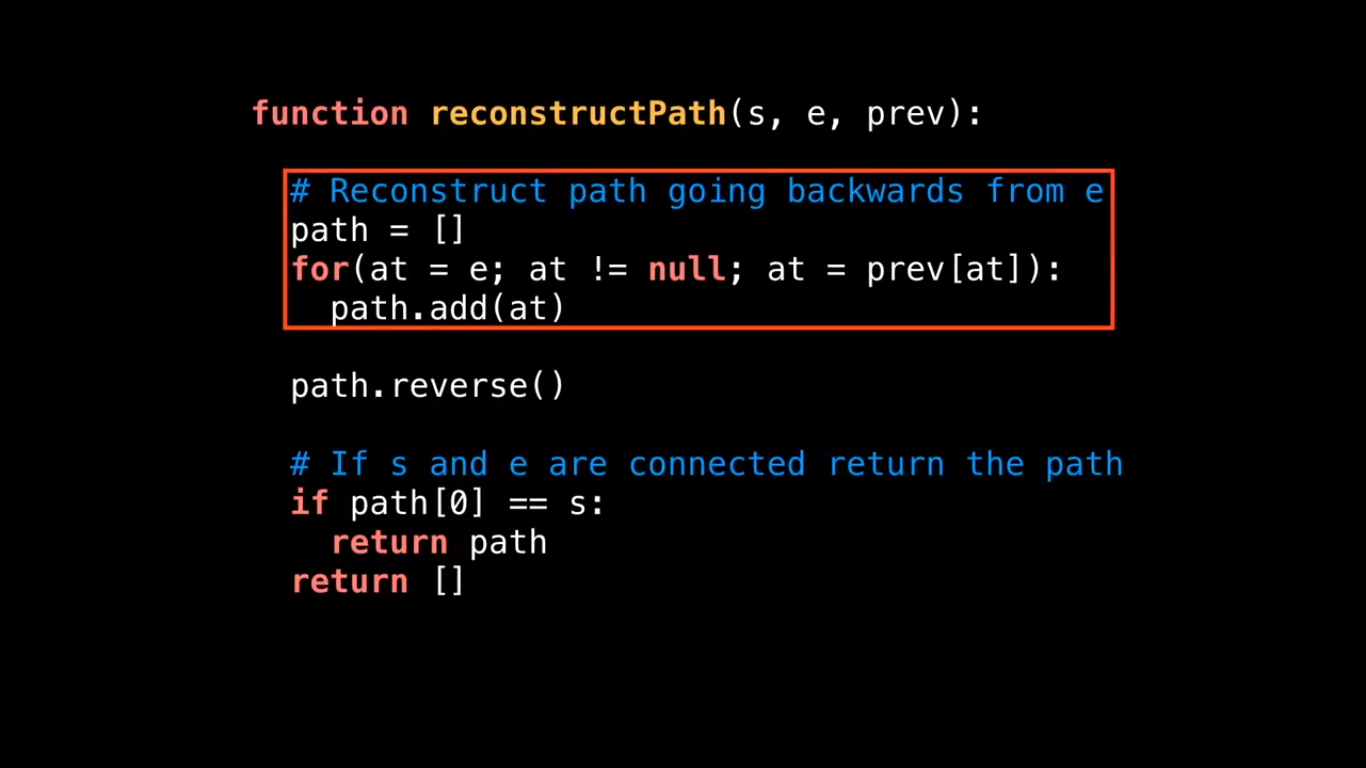 function reconstructPath(s, e, prev):
# Reconstruct path going backwards from e
path = []
for(at = e; at != null; at = prev[at]):
path.add(at)
path.reverse()
# If s and e are connected return the path
if path[0] == s:
return path
return []